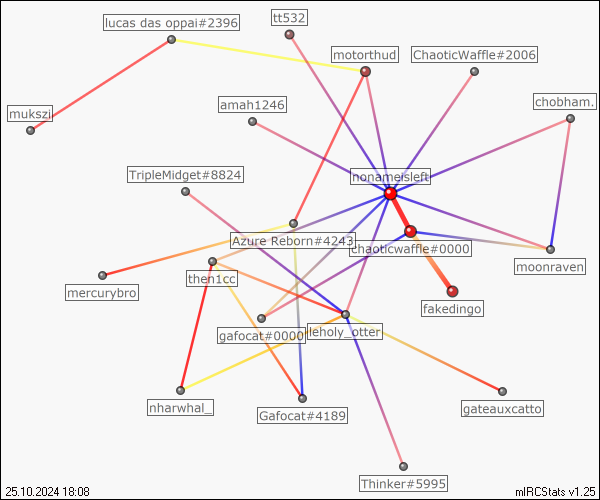 tt532
lucas das oppai#2396
motorthud
ChaoticWaffle#2006
amah1246
chobham.
mukszi
TripleMidget#8824
nonameisleft
Azure Reborn#4243
chaoticwaffle#0000
moonraven
then1cc
mercurybro
fakedingo
gafocat#0000
leholy_otter
nharwhal_
Gafocat#4189
gateauxcatto
Thinker#5995
25.10.2024 18:08
mIRCStats v1.25